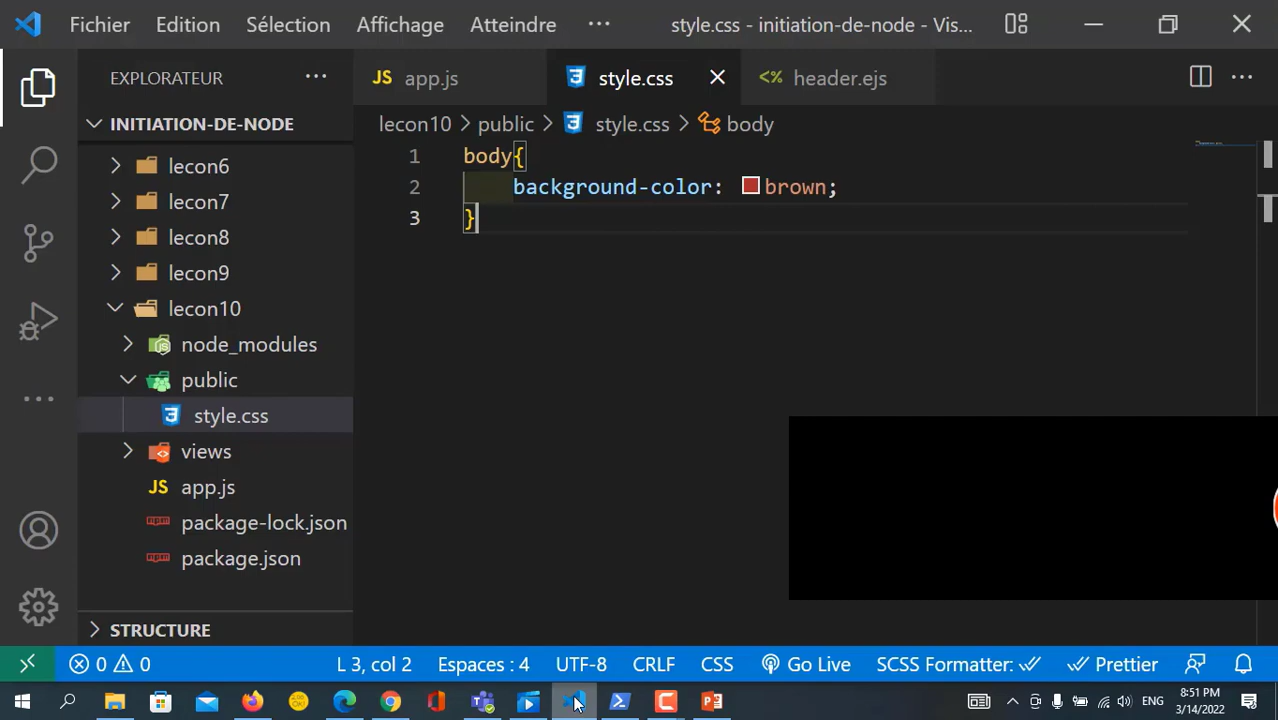 Fichier Edition Sélection Affichage Atteindre ··· style.css - initiation-de-node - Vis...
EXPLORATEUR ···
JS app.js style.css header.ejs ···
INITIATION-DE-NODE
lecon10 > public > style.css > body
lecon6
lecon7
lecon8
lecon9
lecon10
node_modules
public
style.css
views
JS app.js
package-lock.json
package.json
STRUCTURE
1 body{
2 background-color: brown;
3 }
0 0 L 3, col 2 Espaces : 4 UTF-8 CRLF CSS Go Live SCSS Formatter: Prettier
ENG 8:51 PM
3/14/2022